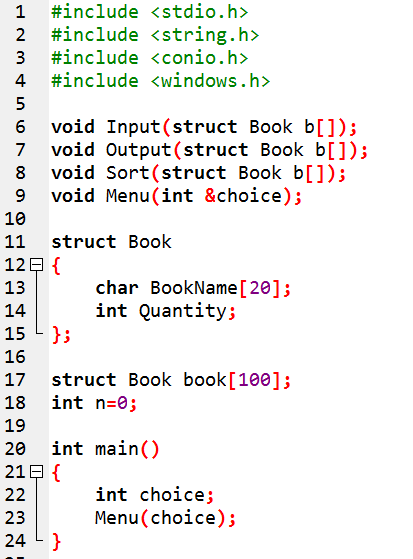 1 #include <stdio.h>
2 #include <string.h>
3 #include <conio.h>
4 #include <windows.h>
5
6 void Input(struct Book b[]);
7 void Output(struct Book b[]);
8 void Sort(struct Book b[]);
9 void Menu(int &choice);
10
11 struct Book
12 {
13 char BookName[20];
14 int Quantity;
15 };
16
17 struct Book book[100];
18 int n=0;
19
20 int main()
21 {
22 int choice;
23 Menu(choice);
24 }